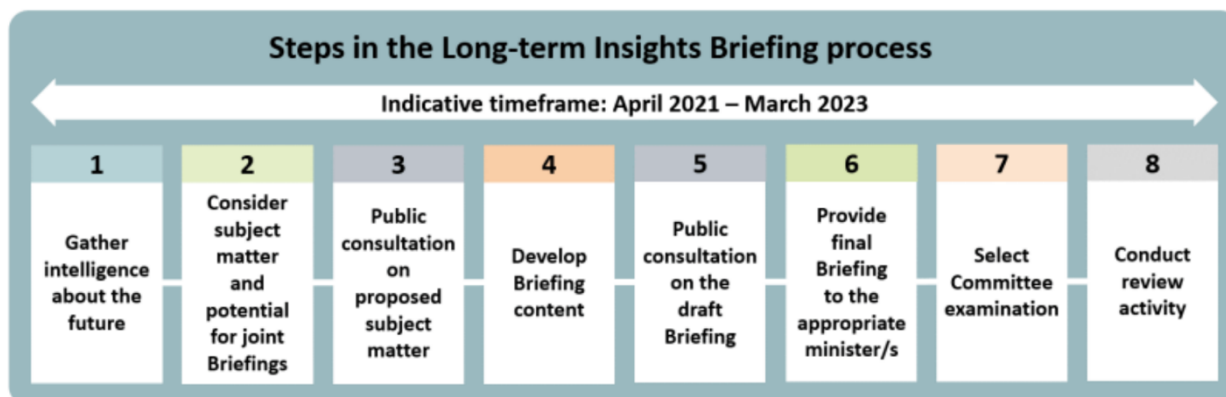 Steps in the Long-term Insights Briefing process
Indicative timeframe: April 2021 – March 2023
1
Gather
intelligence
about the
future
2
Consider
subject
matter
and
potential
for joint
Briefings
3
Public
consultation
on
proposed
subject
matter
4
Develop
Briefing
content
5
Public
consultation
on the
draft
Briefing
6
Provide
final
Briefing
to the
appropriate
minister/s
7
Select
Committee
examination
8
Conduct
review
activity